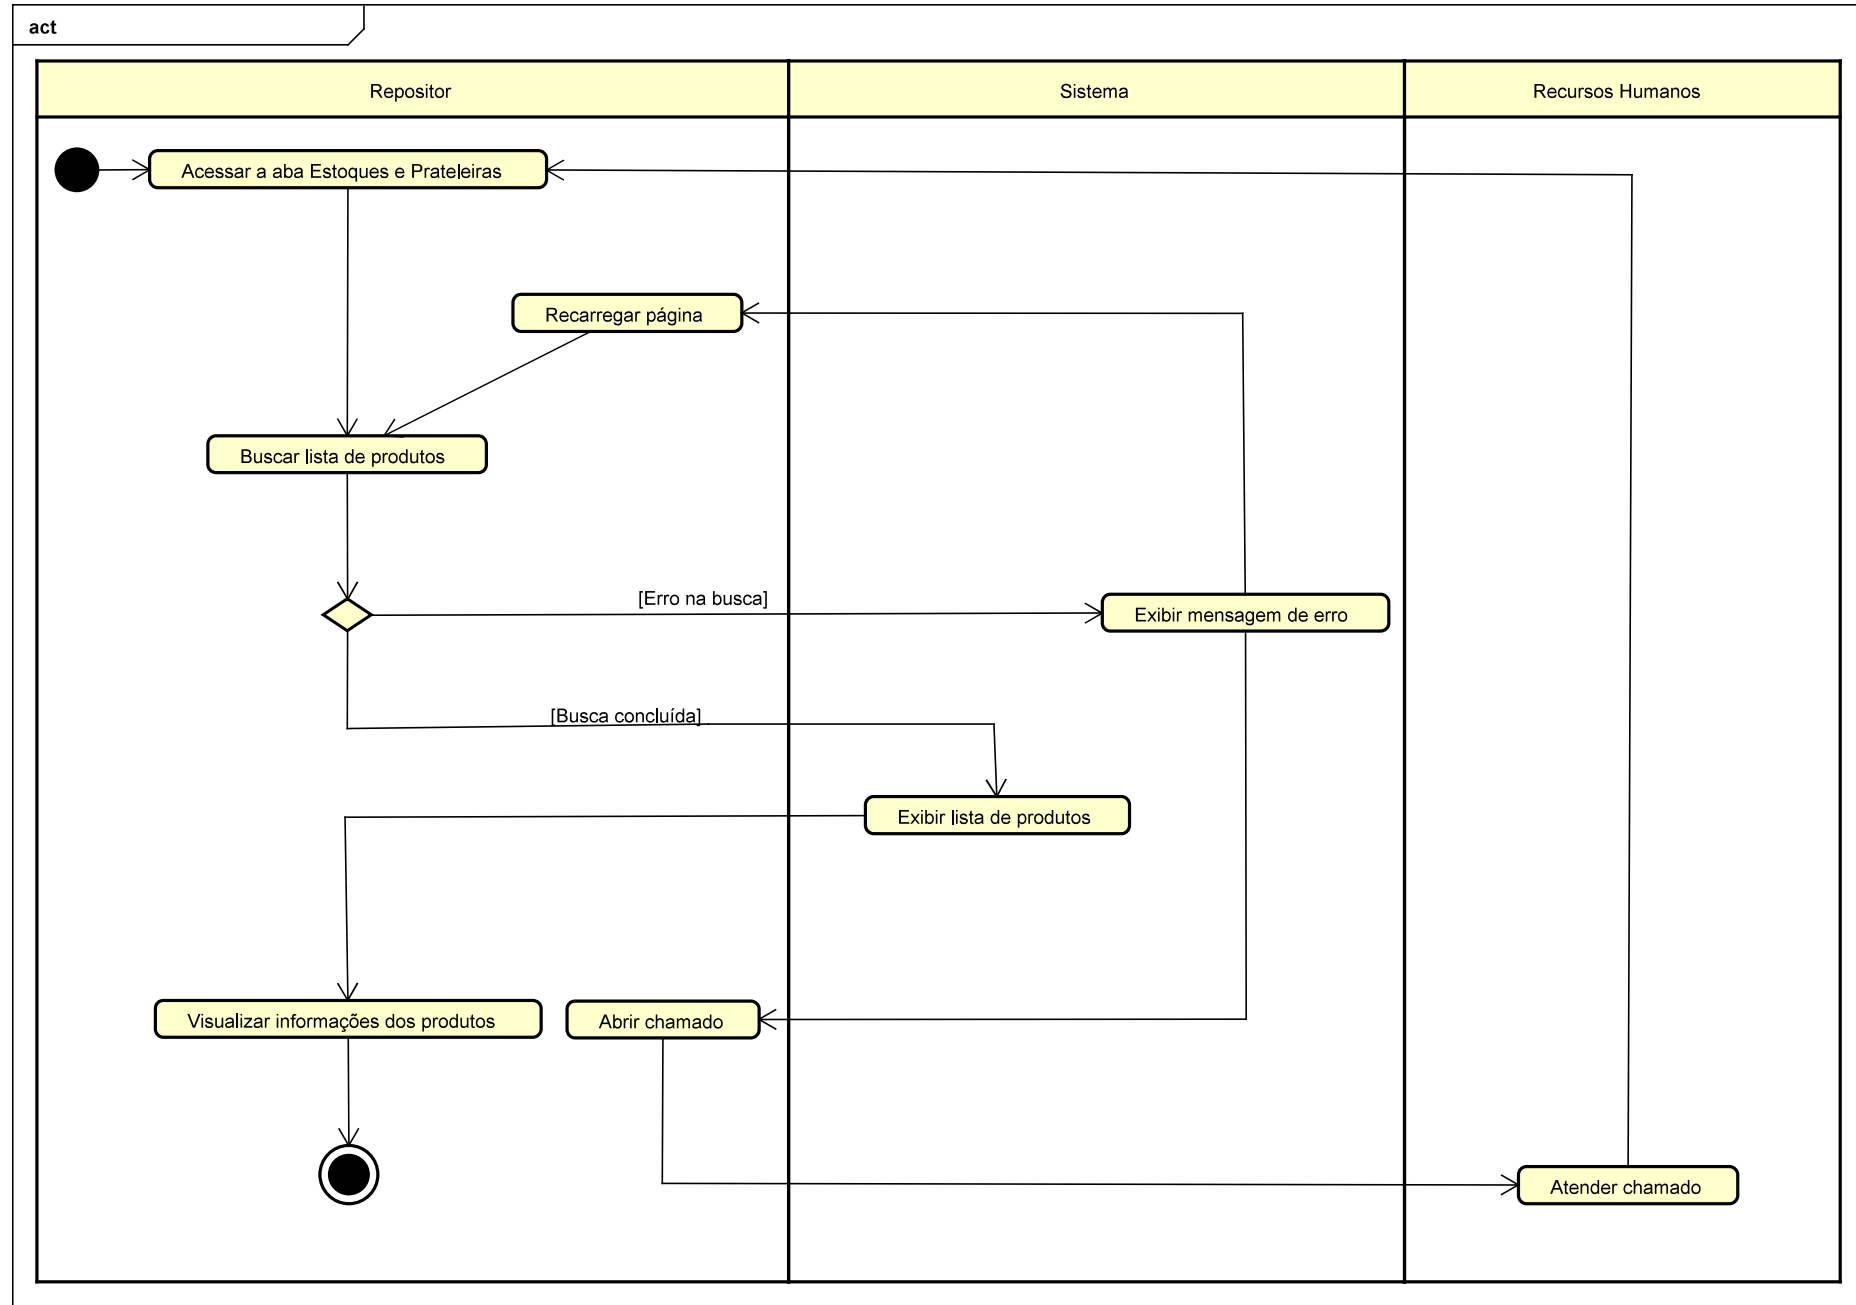 act
Repositor
Sistema
Recursos Humanos
Acessar a aba Estoques e Prateleiras
Recarregar página
Buscar lista de produtos
[Erro na busca]
Exibir mensagem de erro
[Busca concluída]
Exibir lista de produtos
Visualizar informações dos produtos
Abrir chamado
Atender chamado